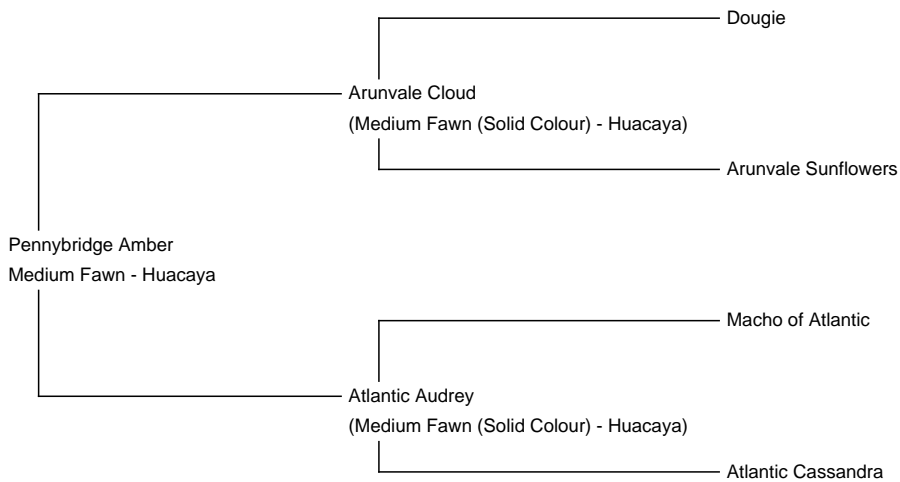 Dougie
Arunvale Cloud
(Medium Fawn (Solid Colour) - Huacaya)
Arunvale Sunflowers
Pennybridge Amber
Medium Fawn - Huacaya
Macho of Atlantic
Atlantic Audrey
(Medium Fawn (Solid Colour) - Huacaya)
Atlantic Cassandra